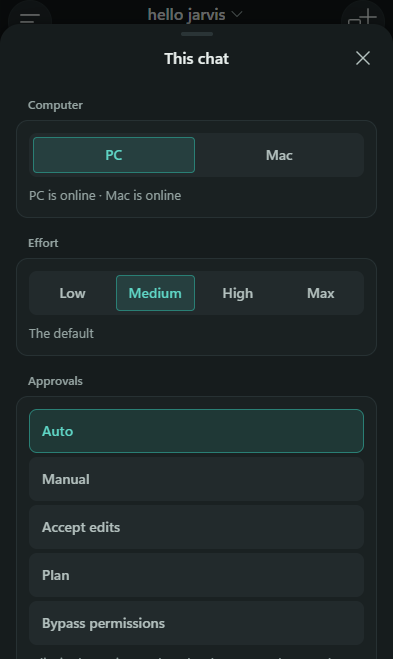 hello jarvis
This chat
Computer
PC
Mac
PC is online · Mac is online
Effort
Low
Medium
High
Max
The default
Approvals
Auto
Manual
Accept edits
Plan
Bypass permissions